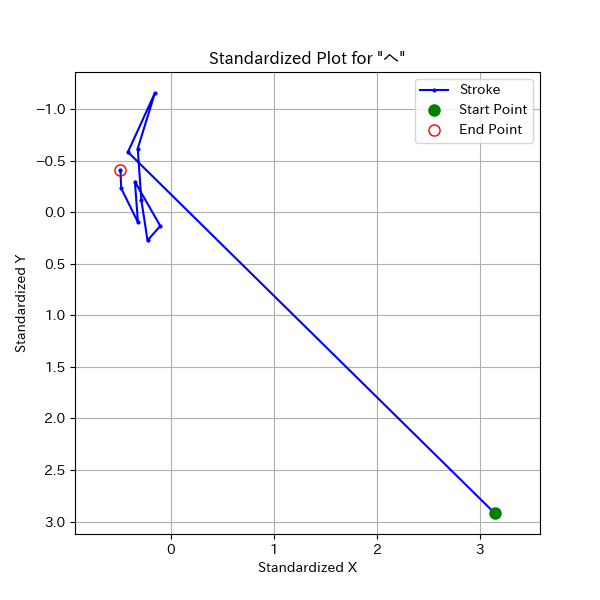 Standardized Plot for "へ"
Stroke
Start Point
End Point
Standardized Y
−1.0
−0.5
0.0
0.5
1.0
1.5
2.0
2.5
3.0
0 1 2 3
Standardized X